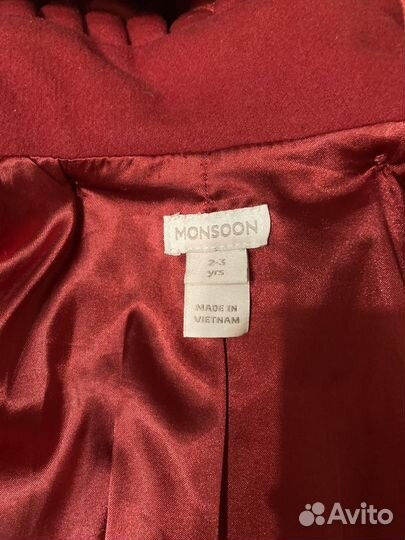 MONSOON
2-3
yrs
MADE IN
VIETNAM
Avito